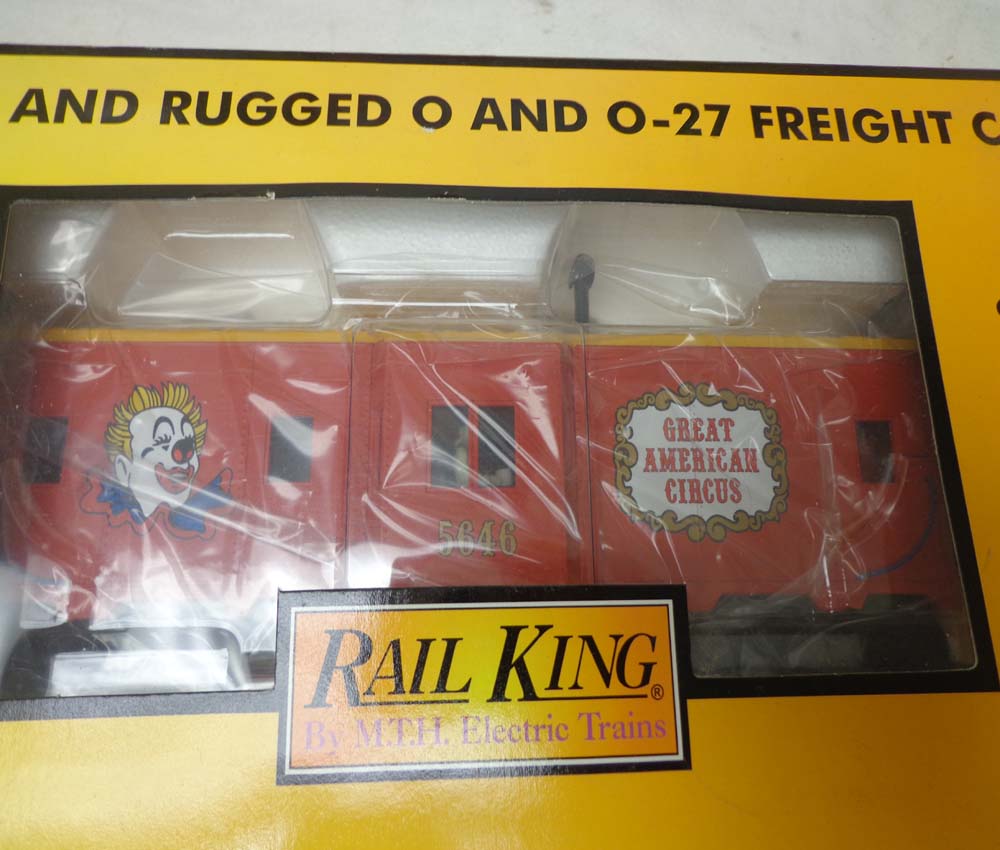 AND RUGGED O AND O-27 FREIGHT C
GREAT
AMERICAN
CIRCUS
5646
RAIL KING®
By M.T.H. Electric Trains